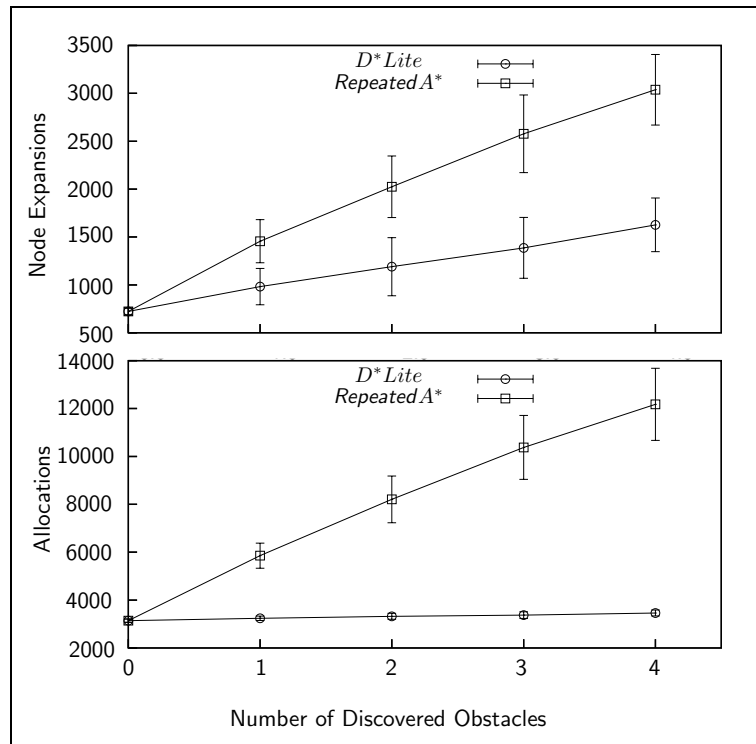 3500
3000
2500
2000
1500
1000
500
Node Expansions
D* Lite
Repeated A*
14000
12000
10000
8000
6000
4000
2000
Allocations
D* Lite
Repeated A*
0 1 2 3 4
Number of Discovered Obstacles